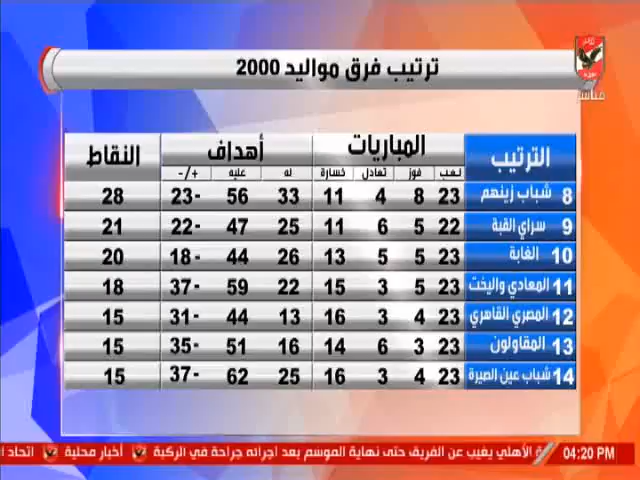 ترتيب فرق مواليد 2000
مباشر
الترتيب المباريات أهداف النقاط
لعب فوز تعادل خسارة له عليه +/-
8 شباب زينهم 23 8 4 11 33 56 -23 28
9 سراي القبة 22 5 6 11 25 47 -22 21
10 الغابة 23 5 5 13 26 44 -18 20
11 المعادي واليخت 23 5 3 15 22 59 -37 18
12 المصري القاهري 23 4 3 16 13 44 -31 15
13 المقاولون 23 3 6 14 16 51 -35 15
14 شباب عين الصيرة 23 4 3 16 25 62 -37 15
ة الأهلي يغيب عن الفريق حتى نهاية الموسم بعد اجرائه جراحة في الركبة أخبار محلية اتحاد ا
04:20 PM